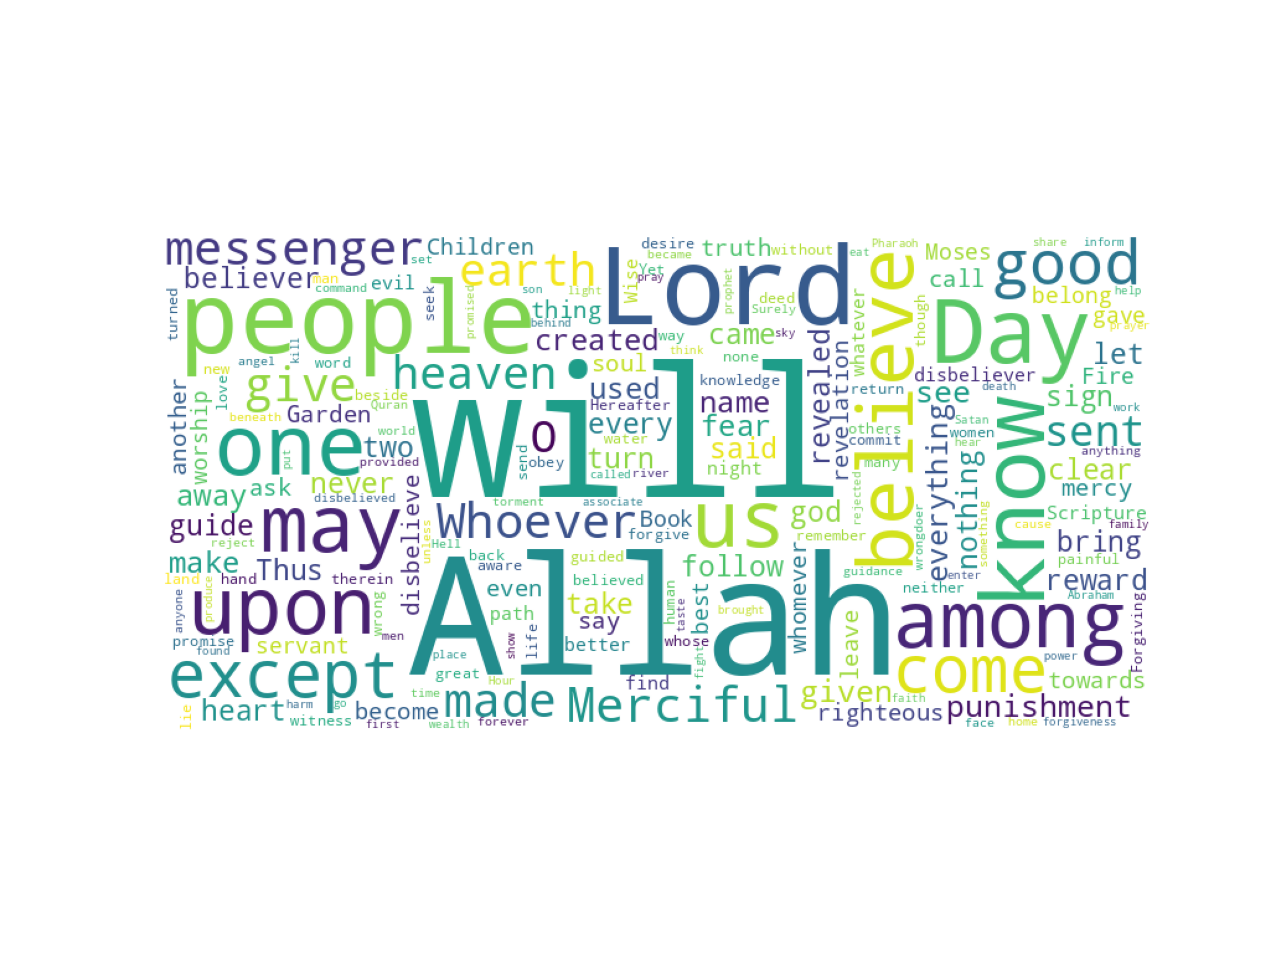 messenger
Children
desire
became
truth
without
Pharaoh
Moses
good
share
inform
believer
man
set
evil
earth
Wise
Yet
pray
Lord
eat
call
belong
help
turned
command
seek
promised
thing
behind
prophet
deed
Surely
believe
whatever
though
Day
gave
prayer
people
created
way
came
sky
angel
kill
word
heaven
soul
think
none
revealed
revelation
let
new
love
give
beside
used
knowledge
disbeliever
Fire
another
worship
beneath
Garden
Quran
Will
Hereafter
name
return
see
death
sign
work
world
o
every
fear
others
Satan
women
one
two
water
said
commit
everything
hear
know
sent
anything
put
provided
send
obey
turn
night
many
nothing
clear
away
ask
never
called
river
rejected
mercy
disbelieved
torment
associate
god
Scripture
guide
may
disbelieve
unless
Whoever
Book
forgive
us
remember
wrongdoer
something
cause
family
reject
Hell
back
guided
bring
make
Thus
aware
follow
whomever
guidance
painful
land
produce
hand
therein
Allah
even
believed
human
neither
enter
reward
anyone
upon
wrong
path
take
taste
best
brought
Abraham
Forgiving
men
say
among
promise
found
servant
show
life
better
whose
fight
leave
except
place
come
power
great
find
towards
time
Hour
made
Merciful
given
faith
punishment
lie
heart
harm
go
witness
become
righteous
first
wealth
forever
face
home
forgiveness